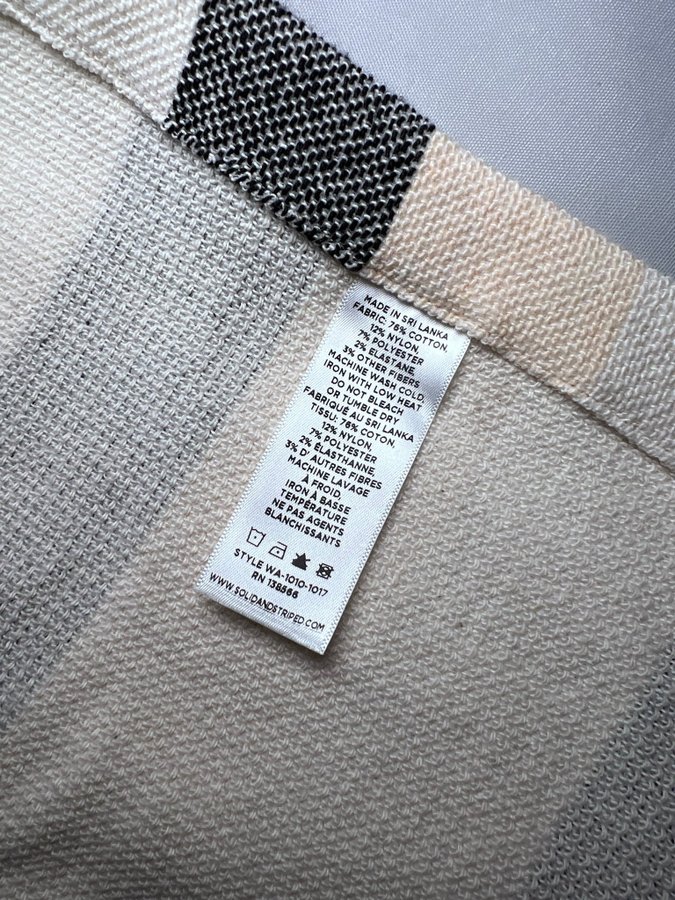 MADE IN SRI LANKA
FABRIC: 76% COTTON,
12% NYLON,
7% POLYESTER
2% ELASTANE,
3% OTHER FIBERS
MACHINE WASH COLD,
IRON WITH LOW HEAT
DO NOT BLEACH
OR TUMBLE DRY
FABRIQUÉ AU SRI LANKA
TISSU: 76% COTON,
12% NYLON,
7% POLYESTER
2% ÉLASTHANNE,
3% D' AUTRES FIBRES
MACHINE LAVAGE
À FROID,
IRON À BASSE
TEMPÉRATURE
NE PAS AGENTS
BLANCHISSANTS
STYLE WA-1010-1017
RN 138566
WWW.SOLIDANDSTRIPED.COM